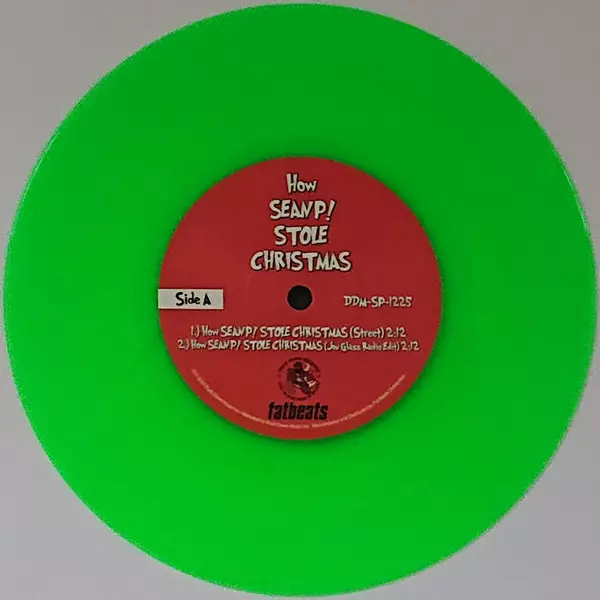 How
SEAN P!
STOLE
CHRISTMAS
Side A
DDM-SP-1225
1.) How SEAN P! STOLE CHRISTMAS (Street) 2:12
2.) How SEAN P! STOLE CHRISTMAS (Jou Glass Radio Edit) 2:12
fatbeats